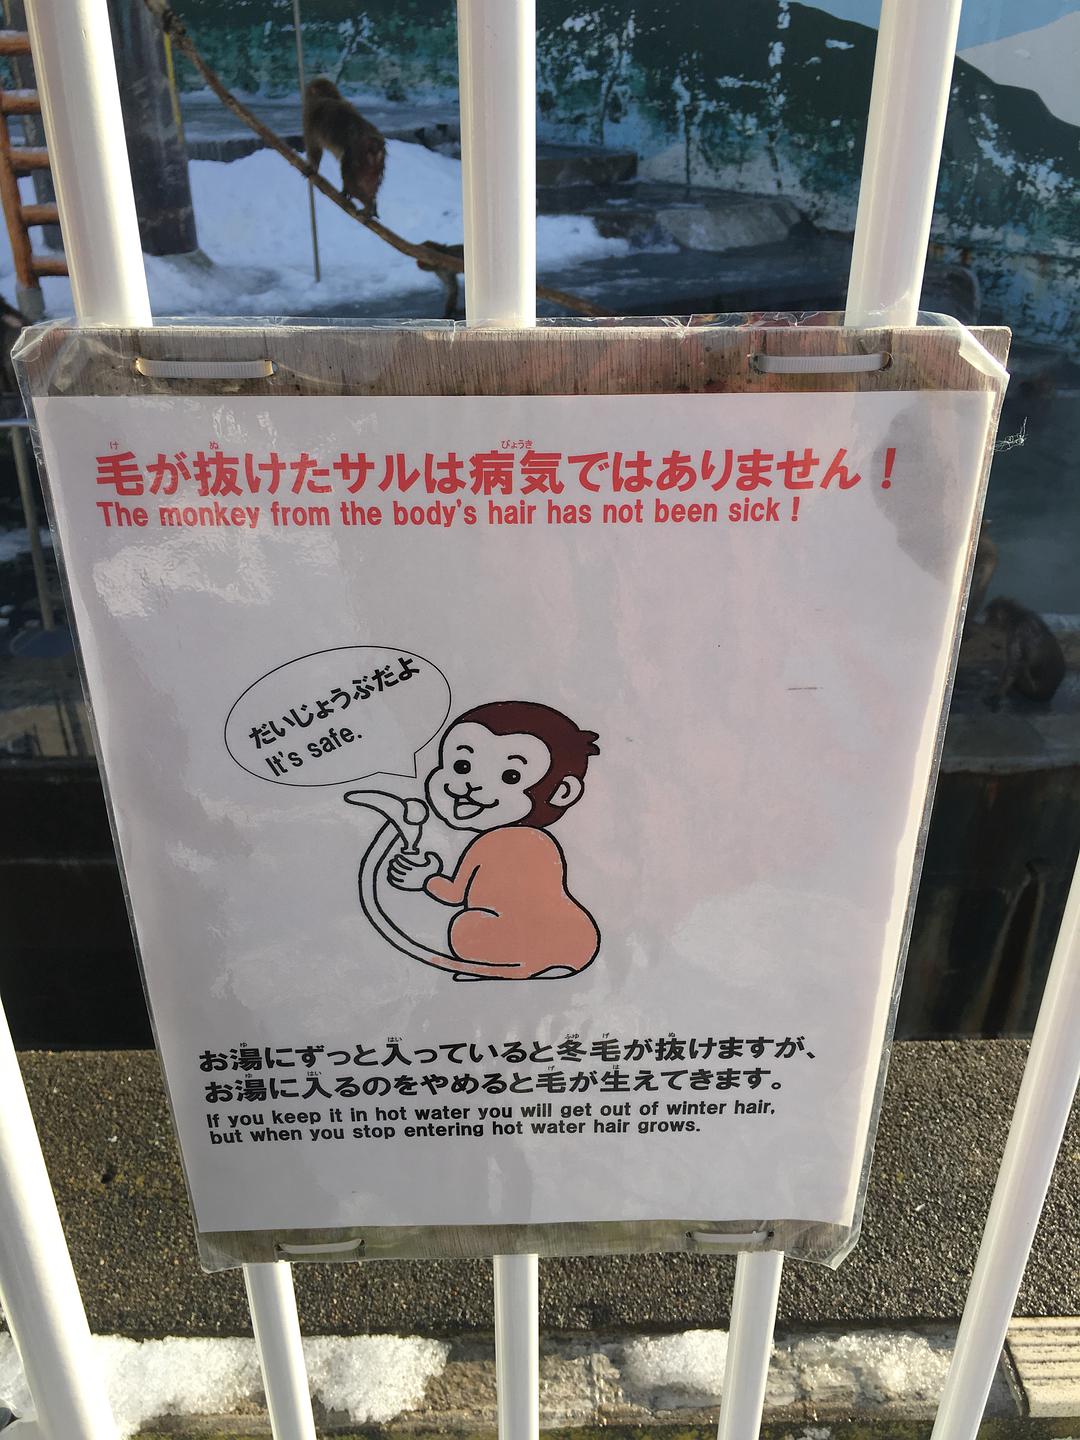 毛が抜けたサルは病気ではありません！
The monkey from the body's hair has not been sick !
だいじょうぶだよ
It's safe.
お湯にずっと入っていると冬毛が抜けますが、
お湯に入るのをやめると毛が生えてきます。
If you keep it in hot water you will get out of winter hair,
but when you stop entering hot water hair grows.